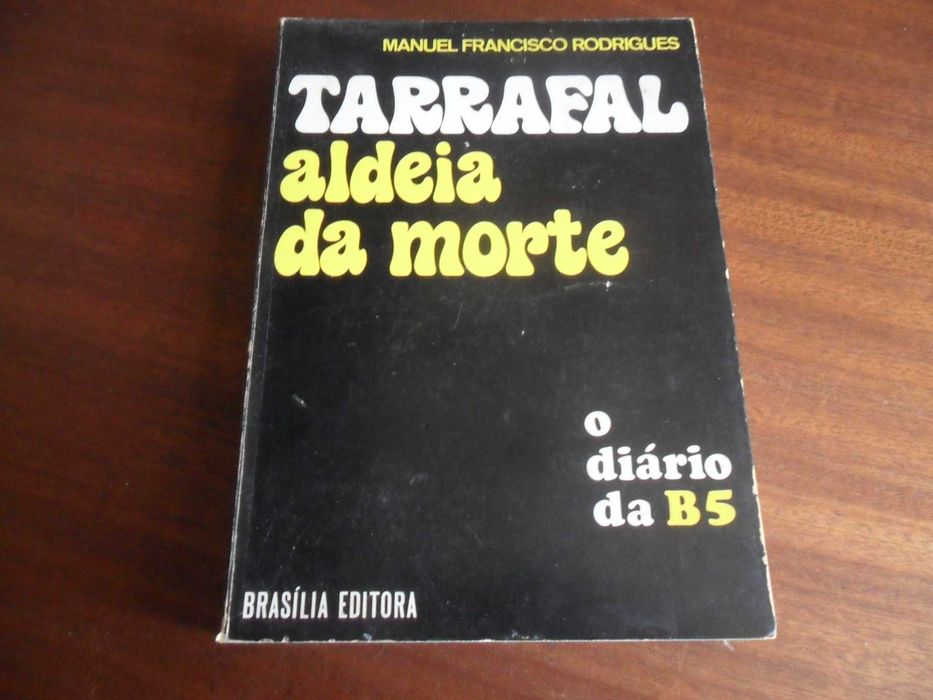 MANUEL FRANCISCO RODRIGUES
TARRAFAL
aldeia
da morte
o
diário
da B5
BRASÍLIA EDITORA